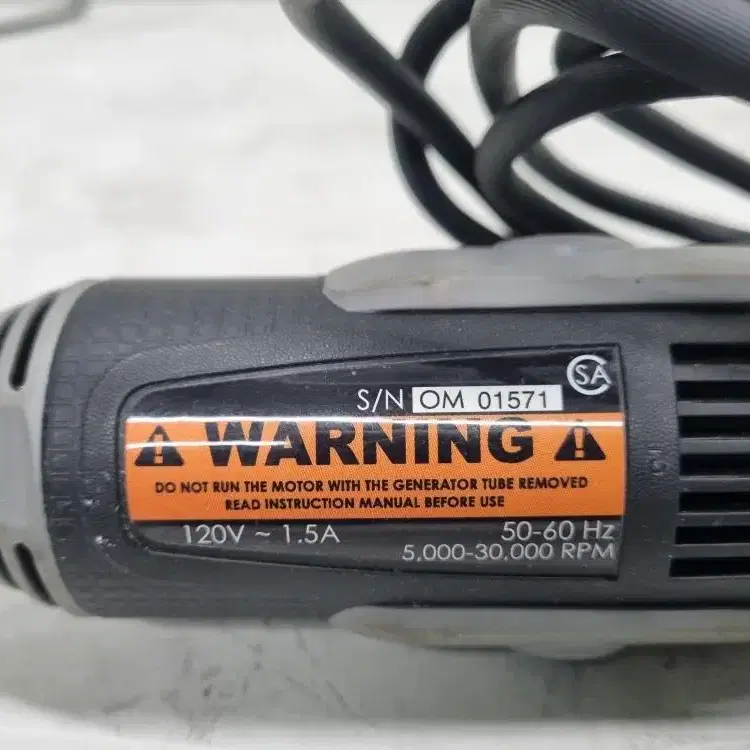 SA
S/N OM 01571
WARNING
DO NOT RUN THE MOTOR WITH THE GENERATOR TUBE REMOVED
READ INSTRUCTION MANUAL BEFORE USE
120V ~ 1.5A
50-60 Hz
5,000-30,000 RPM